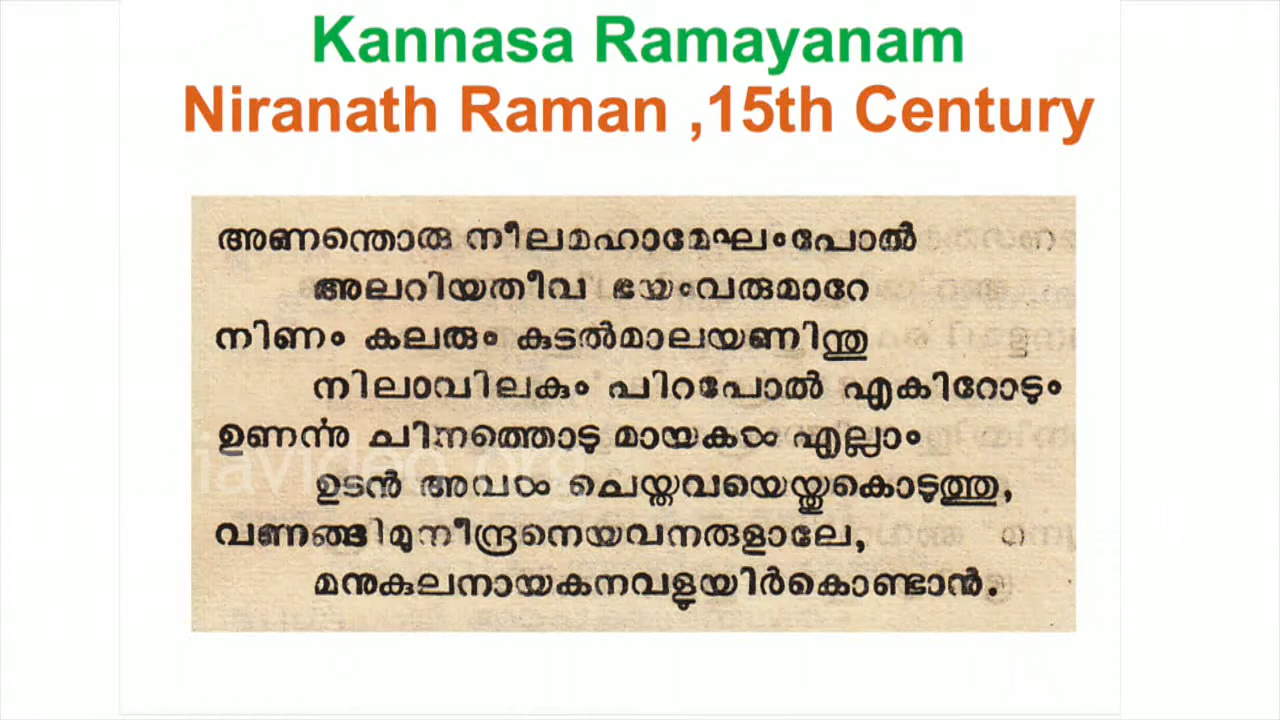 Kannasa Ramayanam
Niranath Raman ,15th Century
അണന്തൊരു നീലമഹാമേഘംപോൽ
അലറിയതീവ ഭയംവരുമാറേ
നിണം കലരും കുടൽമാലയണിന്തു
നിലാവിലകും പിറപോൽ എകിറോടും
ഉണൎന്നു ചിനത്തൊടു മായകൾ എല്ലാം
ഉടൻ അവൾ ചെയ്തവയെയ്തുകൊടുത്തു,
വണങ്ങിമുനീന്ദ്രനെയവനരുളാലേ,
മനുകുലനായകനവളുയിർകൊണ്ടാൻ.